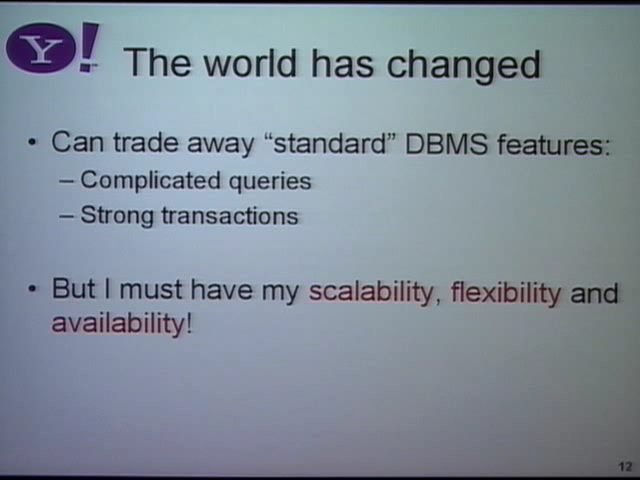 Y!
The world has changed
• Can trade away “standard” DBMS features:
– Complicated queries
– Strong transactions
• But I must have my scalability, flexibility and
availability!
12